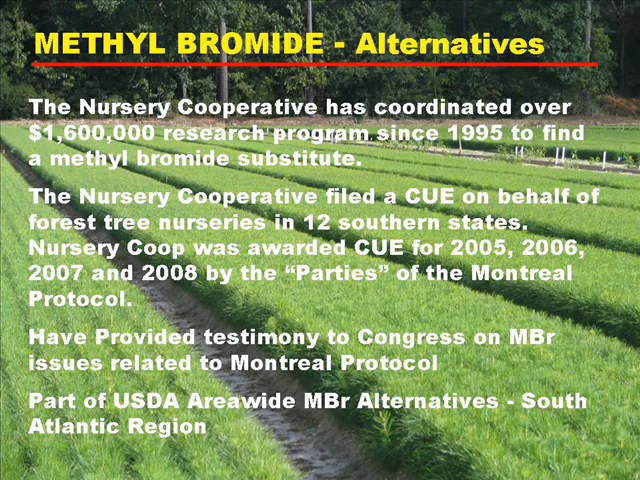 METHYL BROMIDE - Alternatives
The Nursery Cooperative has coordinated over
$1,600,000 research program since 1995 to find
a methyl bromide substitute.
The Nursery Cooperative filed a CUE on behalf of
forest tree nurseries in 12 southern states.
Nursery Coop was awarded CUE for 2005, 2006,
2007 and 2008 by the “Parties” of the Montreal
Protocol.
Have Provided testimony to Congress on MBr
issues related to Montreal Protocol
Part of USDA Areawide MBr Alternatives - South
Atlantic Region